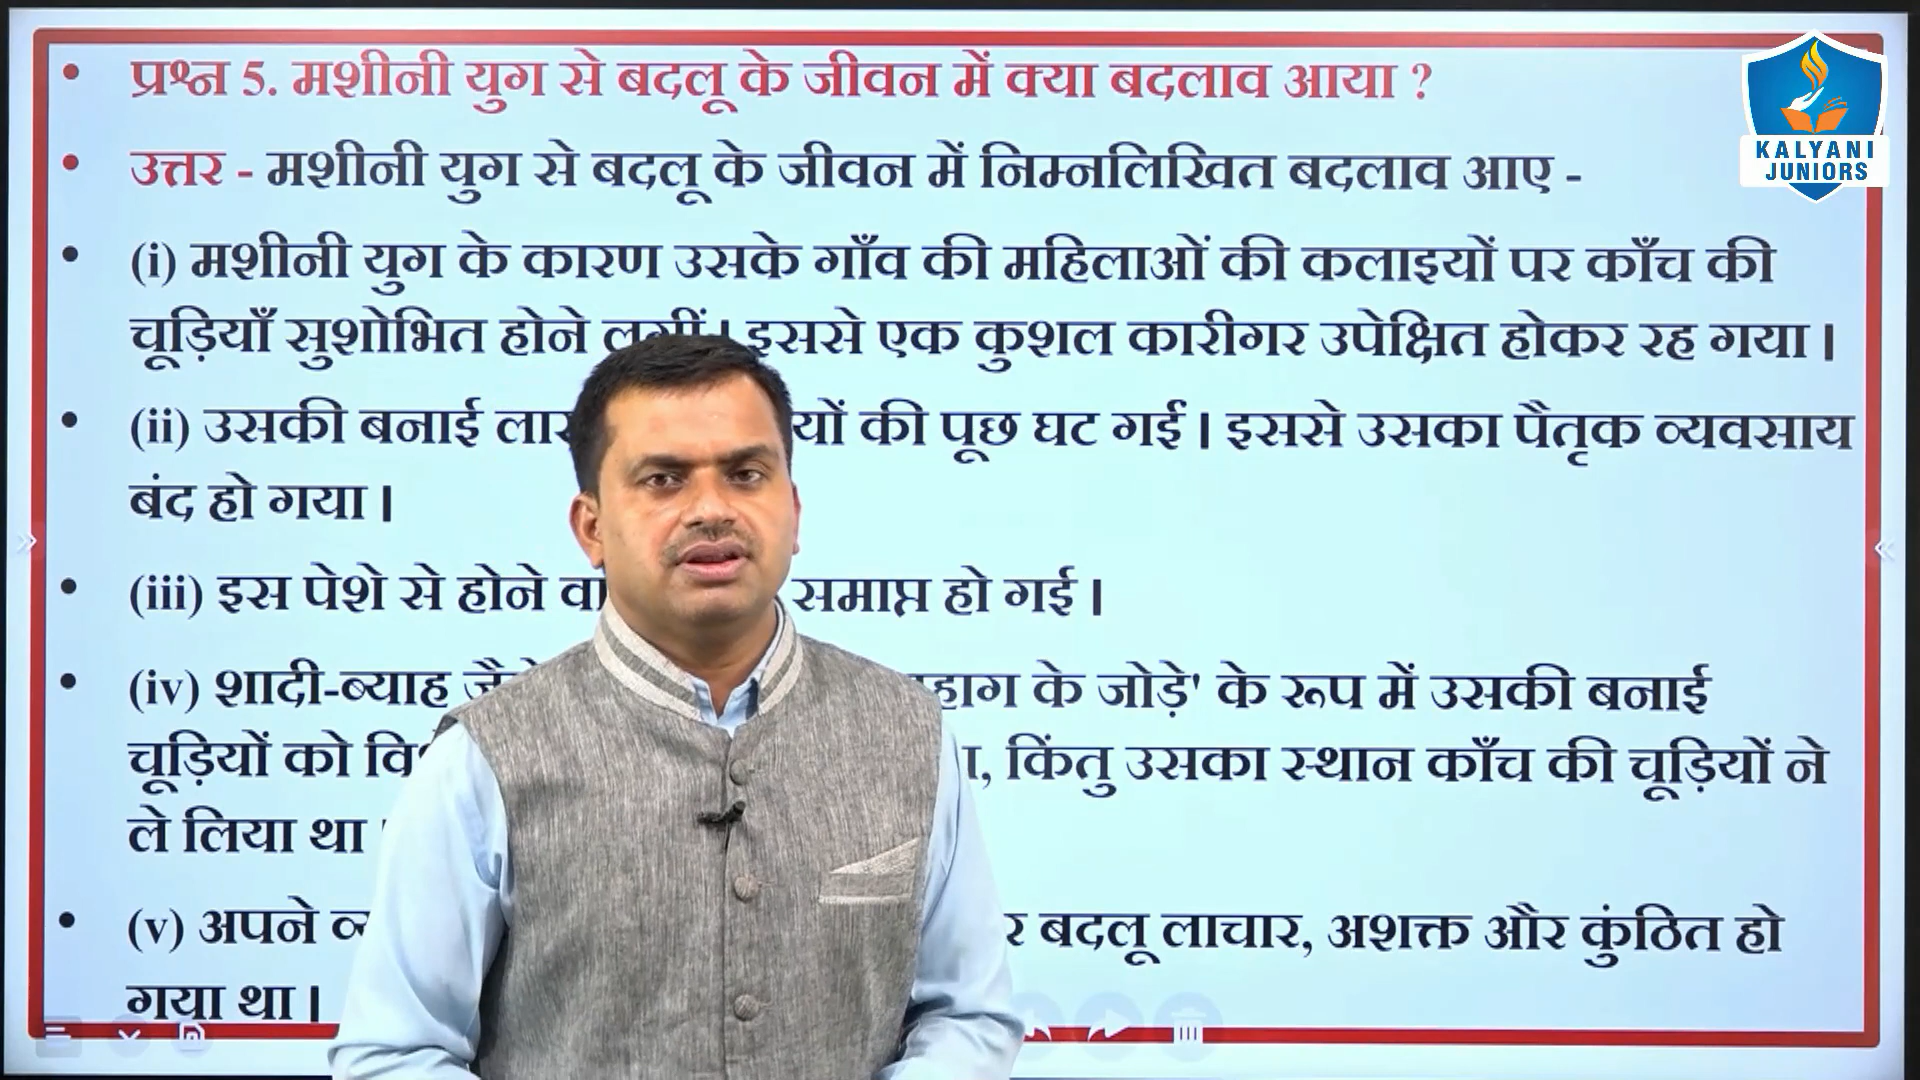 प्रश्न 5. मशीनी युग से बदलू के जीवन में क्या बदलाव आया ?
उत्तर - मशीनी युग से बदलू के जीवन में निम्नलिखित बदलाव आए -
(i) मशीनी युग के कारण उसके गाँव की महिलाओं की कलाइयों पर काँच की
चूड़ियाँ सुशोभित होने लगीं। इससे एक कुशल कारीगर उपेक्षित होकर रह गया।
(ii) उसकी बनाई की पूछ घट गई। इससे उसका पैतृक व्यवसाय
बंद हो गया।
(iii) इस पेशे से होने समाप्त हो गई।
(iv) शादी-ब्याह के जोड़े' के रूप में उसकी बनाई
चूड़ियों को किंतु उसका स्थान काँच की चूड़ियों ने
ले लिया था
(v) अपने बदलू लाचार, अशक्त और कुंठित हो
गया था।
KALYANI
JUNIORS